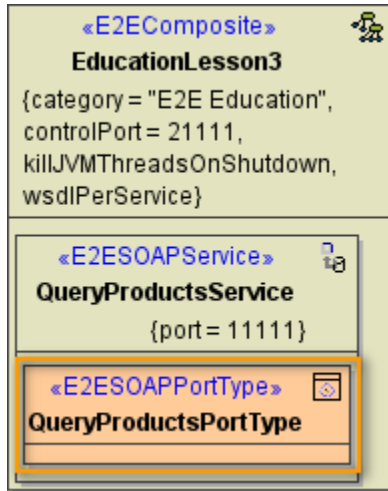 «E2EComposite»
EducationLesson3
{category = "E2E Education",
controlPort = 21111,
killJVMThreadsOnShutdown,
wsdlPerService}
«E2ESOAPService»
QueryProductsService
{port = 11111}
«E2ESOAPPortType»
QueryProductsPortType